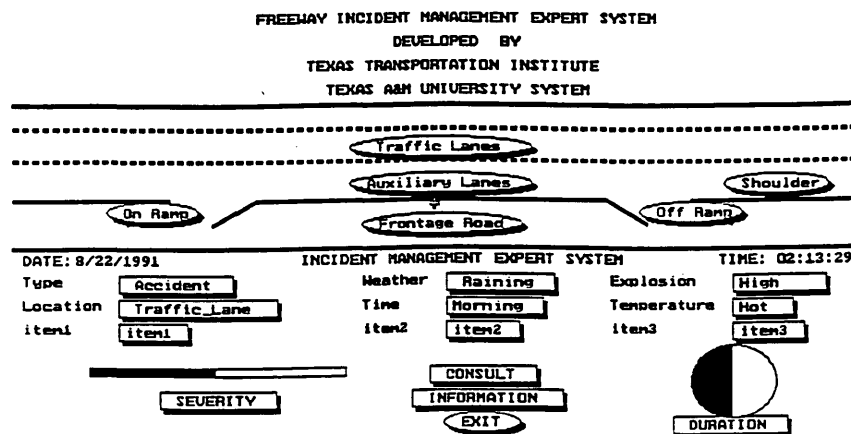 FREEWAY INCIDENT MANAGEMENT EXPERT SYSTEM
DEVELOPED BY
TEXAS TRANSPORTATION INSTITUTE
TEXAS A&M UNIVERSITY SYSTEM
Traffic Lanes
Auxiliary Lanes Shoulder
On Ramp Frontage Road Off Ramp
DATE: 8/22/1991 INCIDENT MANAGEMENT EXPERT SYSTEM TIME: 02:13:29
Type Accident Weather Raining Explosion High
Location Traffic_Lane Time Morning Temperature Hot
item1 item1 item2 item2 item3 item3
CONSULT
SEVERITY INFORMATION
EXIT DURATION